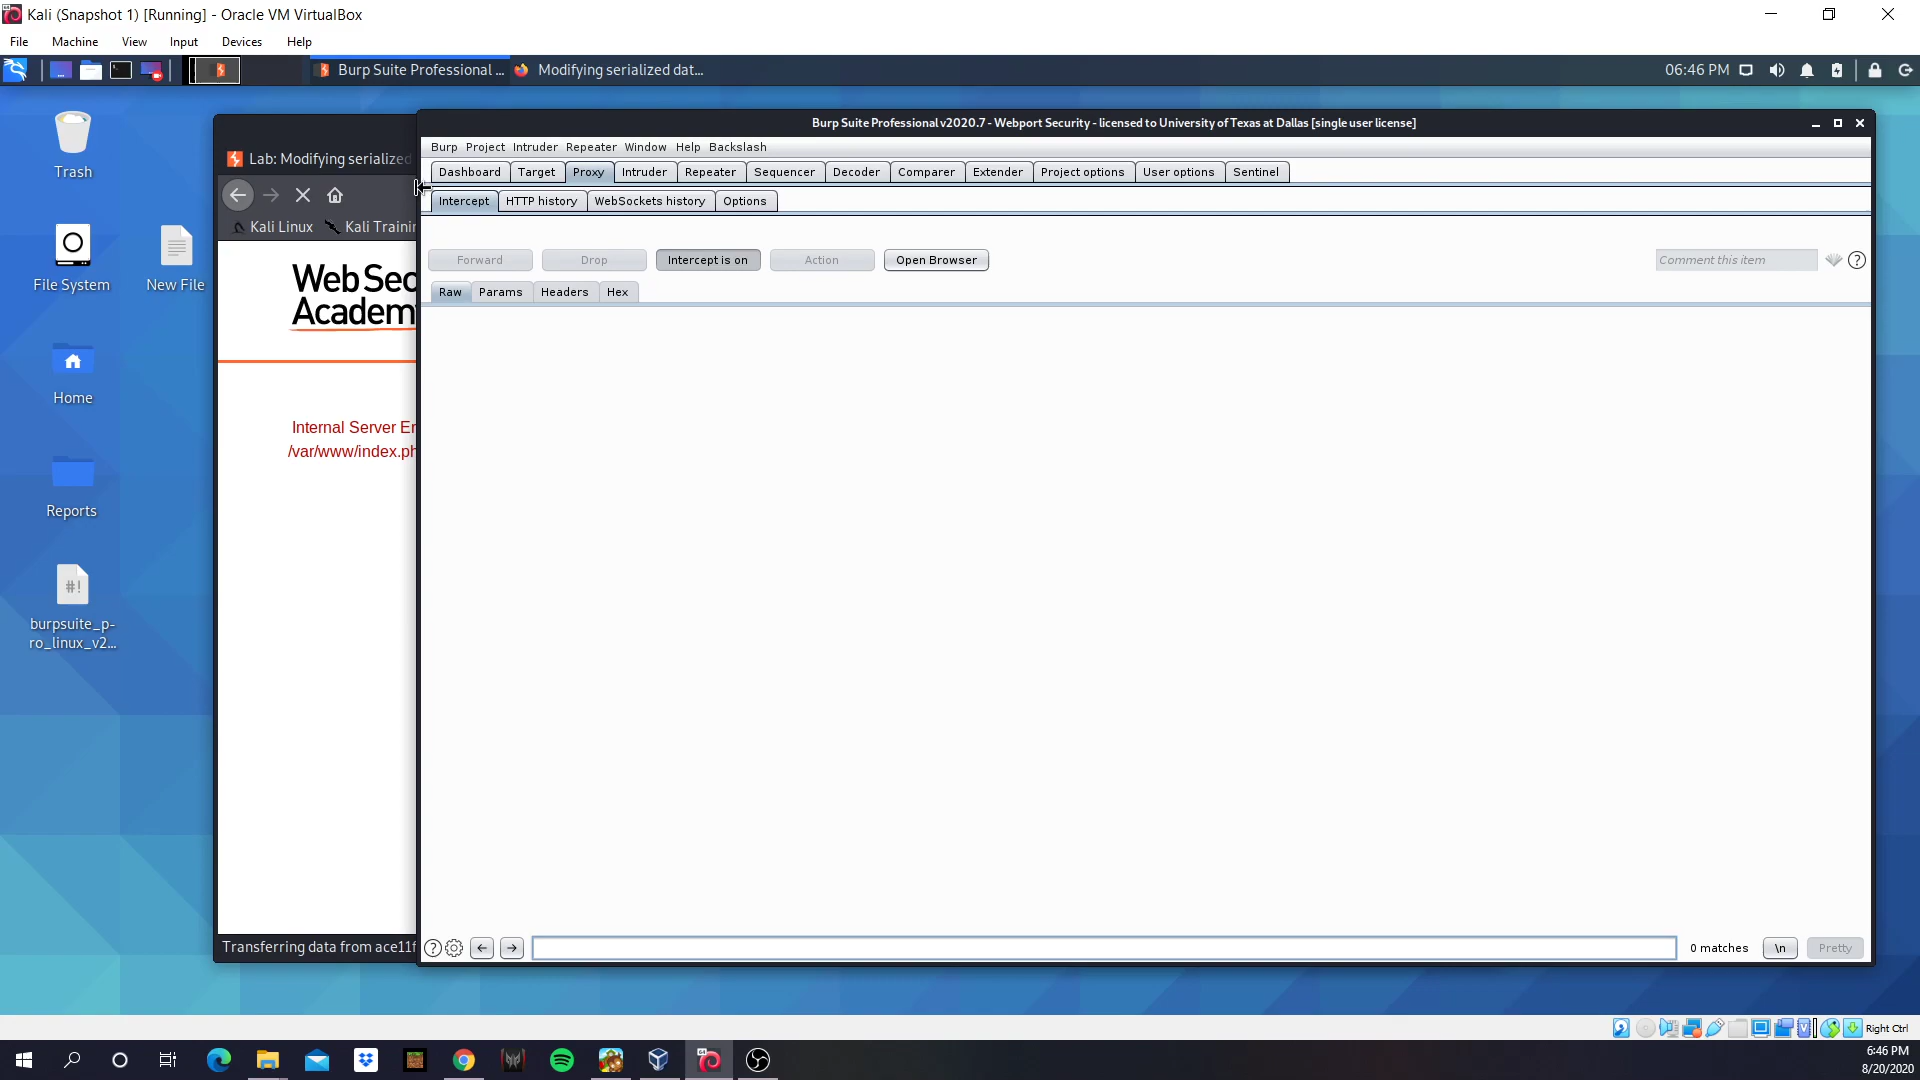 Kali (Snapshot 1) [Running] - Oracle VM VirtualBox
File Machine View Input Devices Help
Burp Suite Professional ... Modifying serialized dat... 06:46 PM
Trash
File System
New File
Home
Reports
burpsuite_p-
ro_linux_v2...
Lab: Modifying serialized
Kali Linux Kali Trainin
Web Sec
Academ
Internal Server Er
/var/www/index.ph
Transferring data from ace11f
Burp Suite Professional v2020.7 - Webport Security - licensed to University of Texas at Dallas [single user license]
Burp Project Intruder Repeater Window Help Backslash
Dashboard Target Proxy Intruder Repeater Sequencer Decoder Comparer Extender Project options User options Sentinel
Intercept HTTP history WebSockets history Options
Forward Drop Intercept is on Action Open Browser Comment this item ?
Raw Params Headers Hex
? ← → 0 matches \n Pretty
Right Ctrl
6:46 PM
8/20/2020